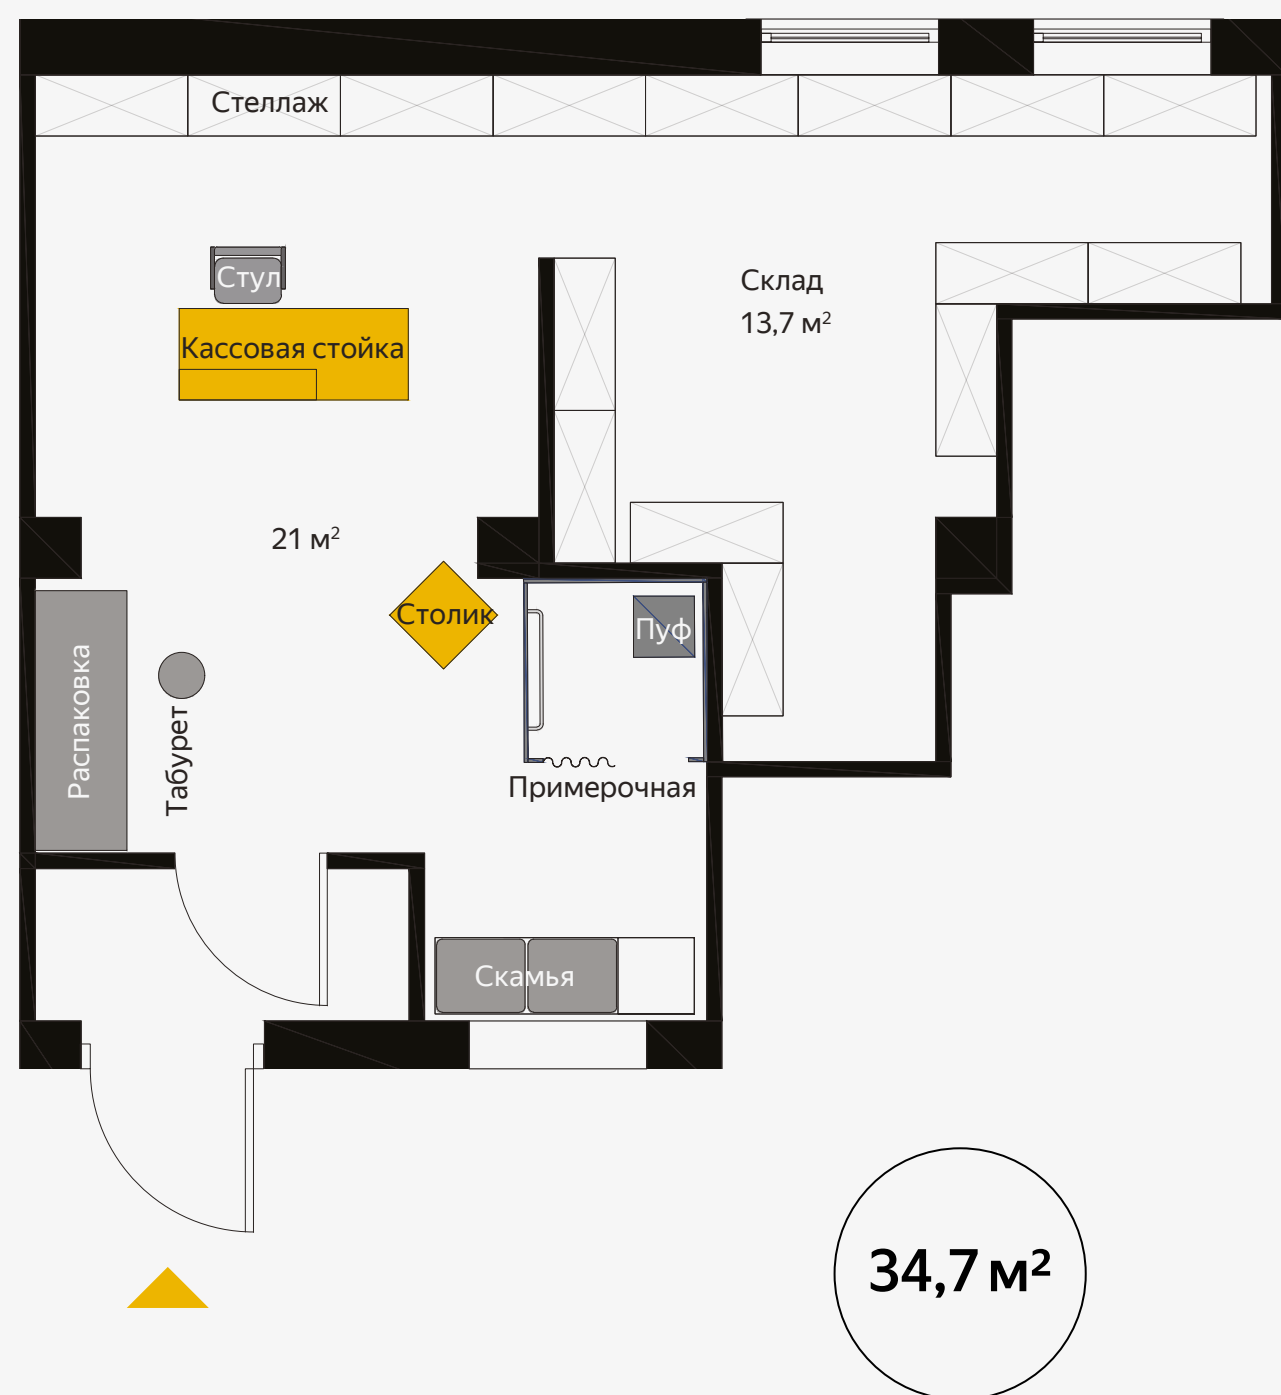 Стеллаж
Стул
Склад
13,7 м²
Кассовая стойка
21 м²
Столик
Пуф
Распаковка
Табурет
Примерочная
Скамья
34,7 м²